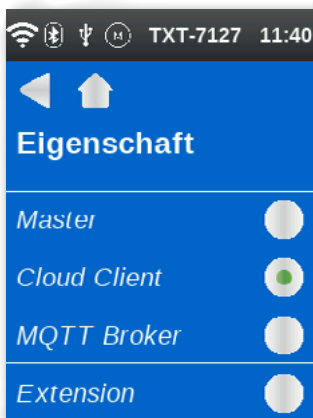 M TXT-7127 11:40
Eigenschaft
Master
Cloud Client
MQTT Broker
Extension